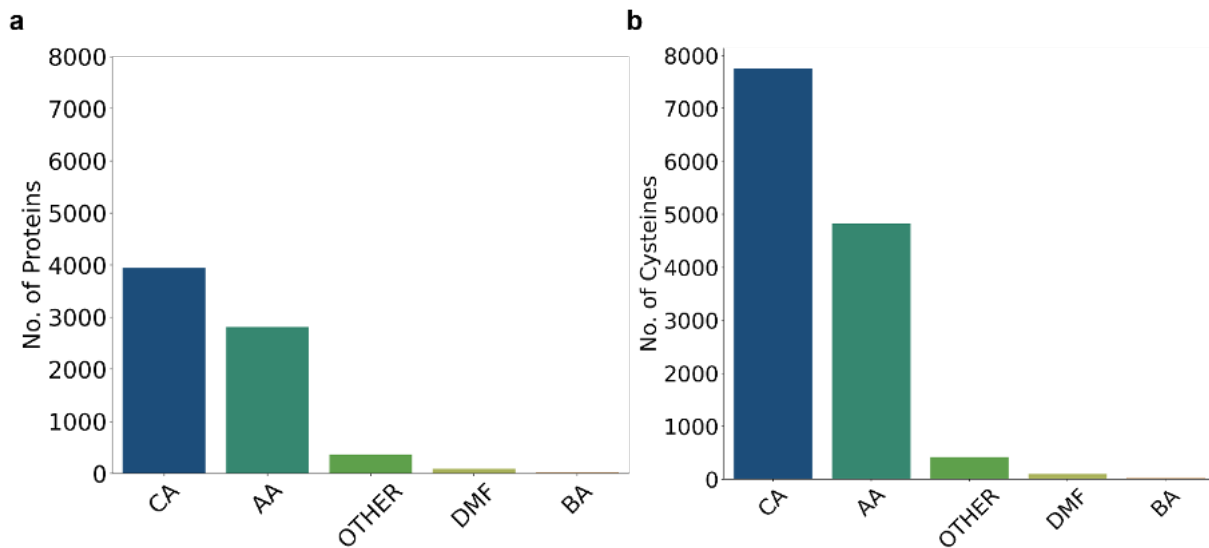 a
8000
7000
6000
5000
4000
3000
2000
1000
0
No. of Proteins
CA
AA
OTHER
DMF
BA
b
8000
7000
6000
5000
4000
3000
2000
1000
0
No. of Cysteines
CA
AA
OTHER
DMF
BA